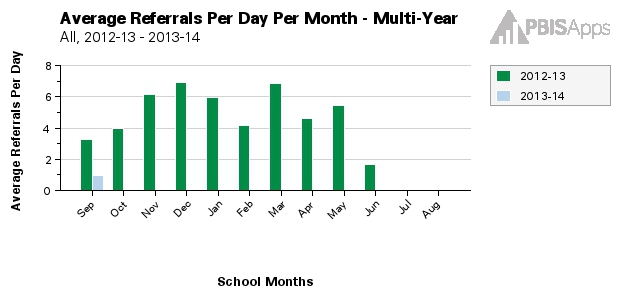 Average Referrals Per Day Per Month - Multi-Year
All, 2012-13 - 2013-14
PBISApps
2012-13
2013-14
Average Referrals Per Day
8
6
4
2
0
Sep Oct Nov Dec Jan Feb Mar Apr May Jun Jul Aug
School Months